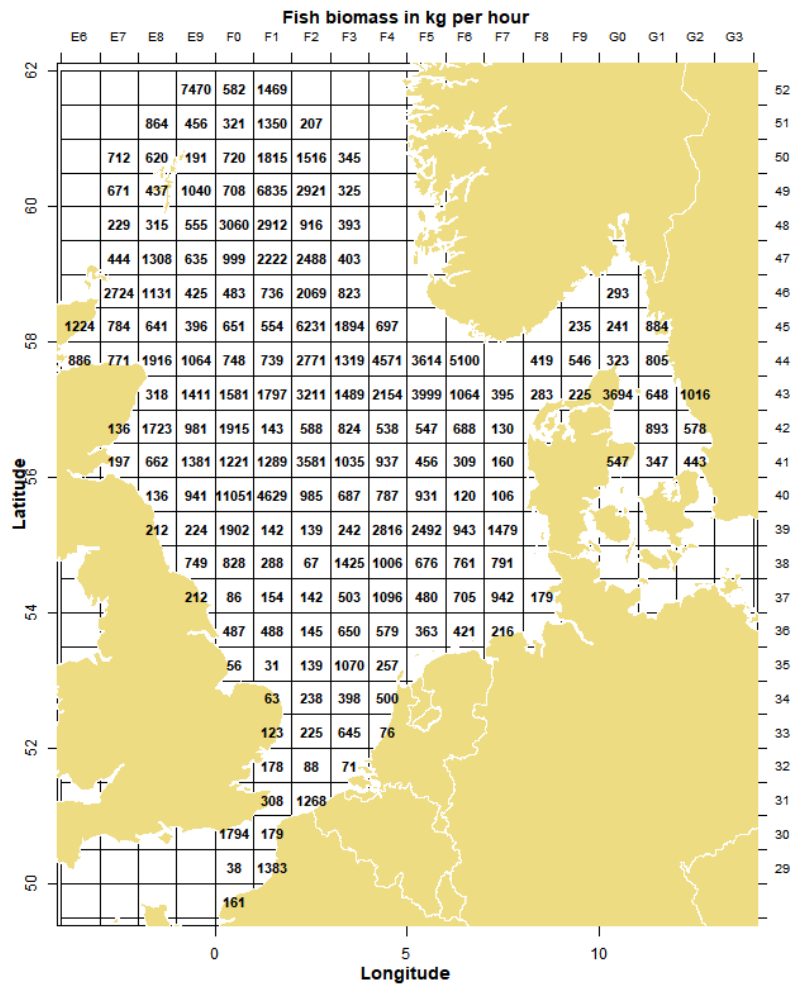 Fish biomass in kg per hour
E6 E7 E8 E9 F0 F1 F2 F3 F4 F5 F6 F7 F8 F9 G0 G1 G2 G3
62
7470 582 1469 52
864 456 321 1350 207 51
712 620 191 720 1815 1516 345 50
671 437 1040 708 6835 2921 325 49
60
229 315 555 3060 2912 916 393 48
444 1308 635 999 2222 2488 403 47
2724 1131 425 483 736 2069 823 293 46
1224 784 641 396 651 554 6231 1894 697 235 241 884 45
58
886 771 1916 1064 748 739 2771 1319 4571 3614 5100 419 546 323 805 44
318 1411 1581 1797 3211 1489 2154 3999 1064 395 283 225 3694 648 1016 43
136 1723 981 1915 143 588 824 538 547 688 130 893 578 42
197 662 1381 1221 1289 3581 1035 937 456 309 160 547 347 443 41
56
136 941 11051 4629 985 687 787 931 120 106 40
212 224 1902 142 139 242 2816 2492 943 1479 39
749 828 288 67 1425 1006 676 761 791 38
212 86 154 142 503 1096 480 705 942 179 37
54
487 488 145 650 579 363 421 216 36
56 31 139 1070 257 35
63 238 398 500 34
123 225 645 76 33
52
178 88 71 32
308 1268 31
1794 179 30
38 1383 29
50
161
Latitude
0 5 10
Longitude